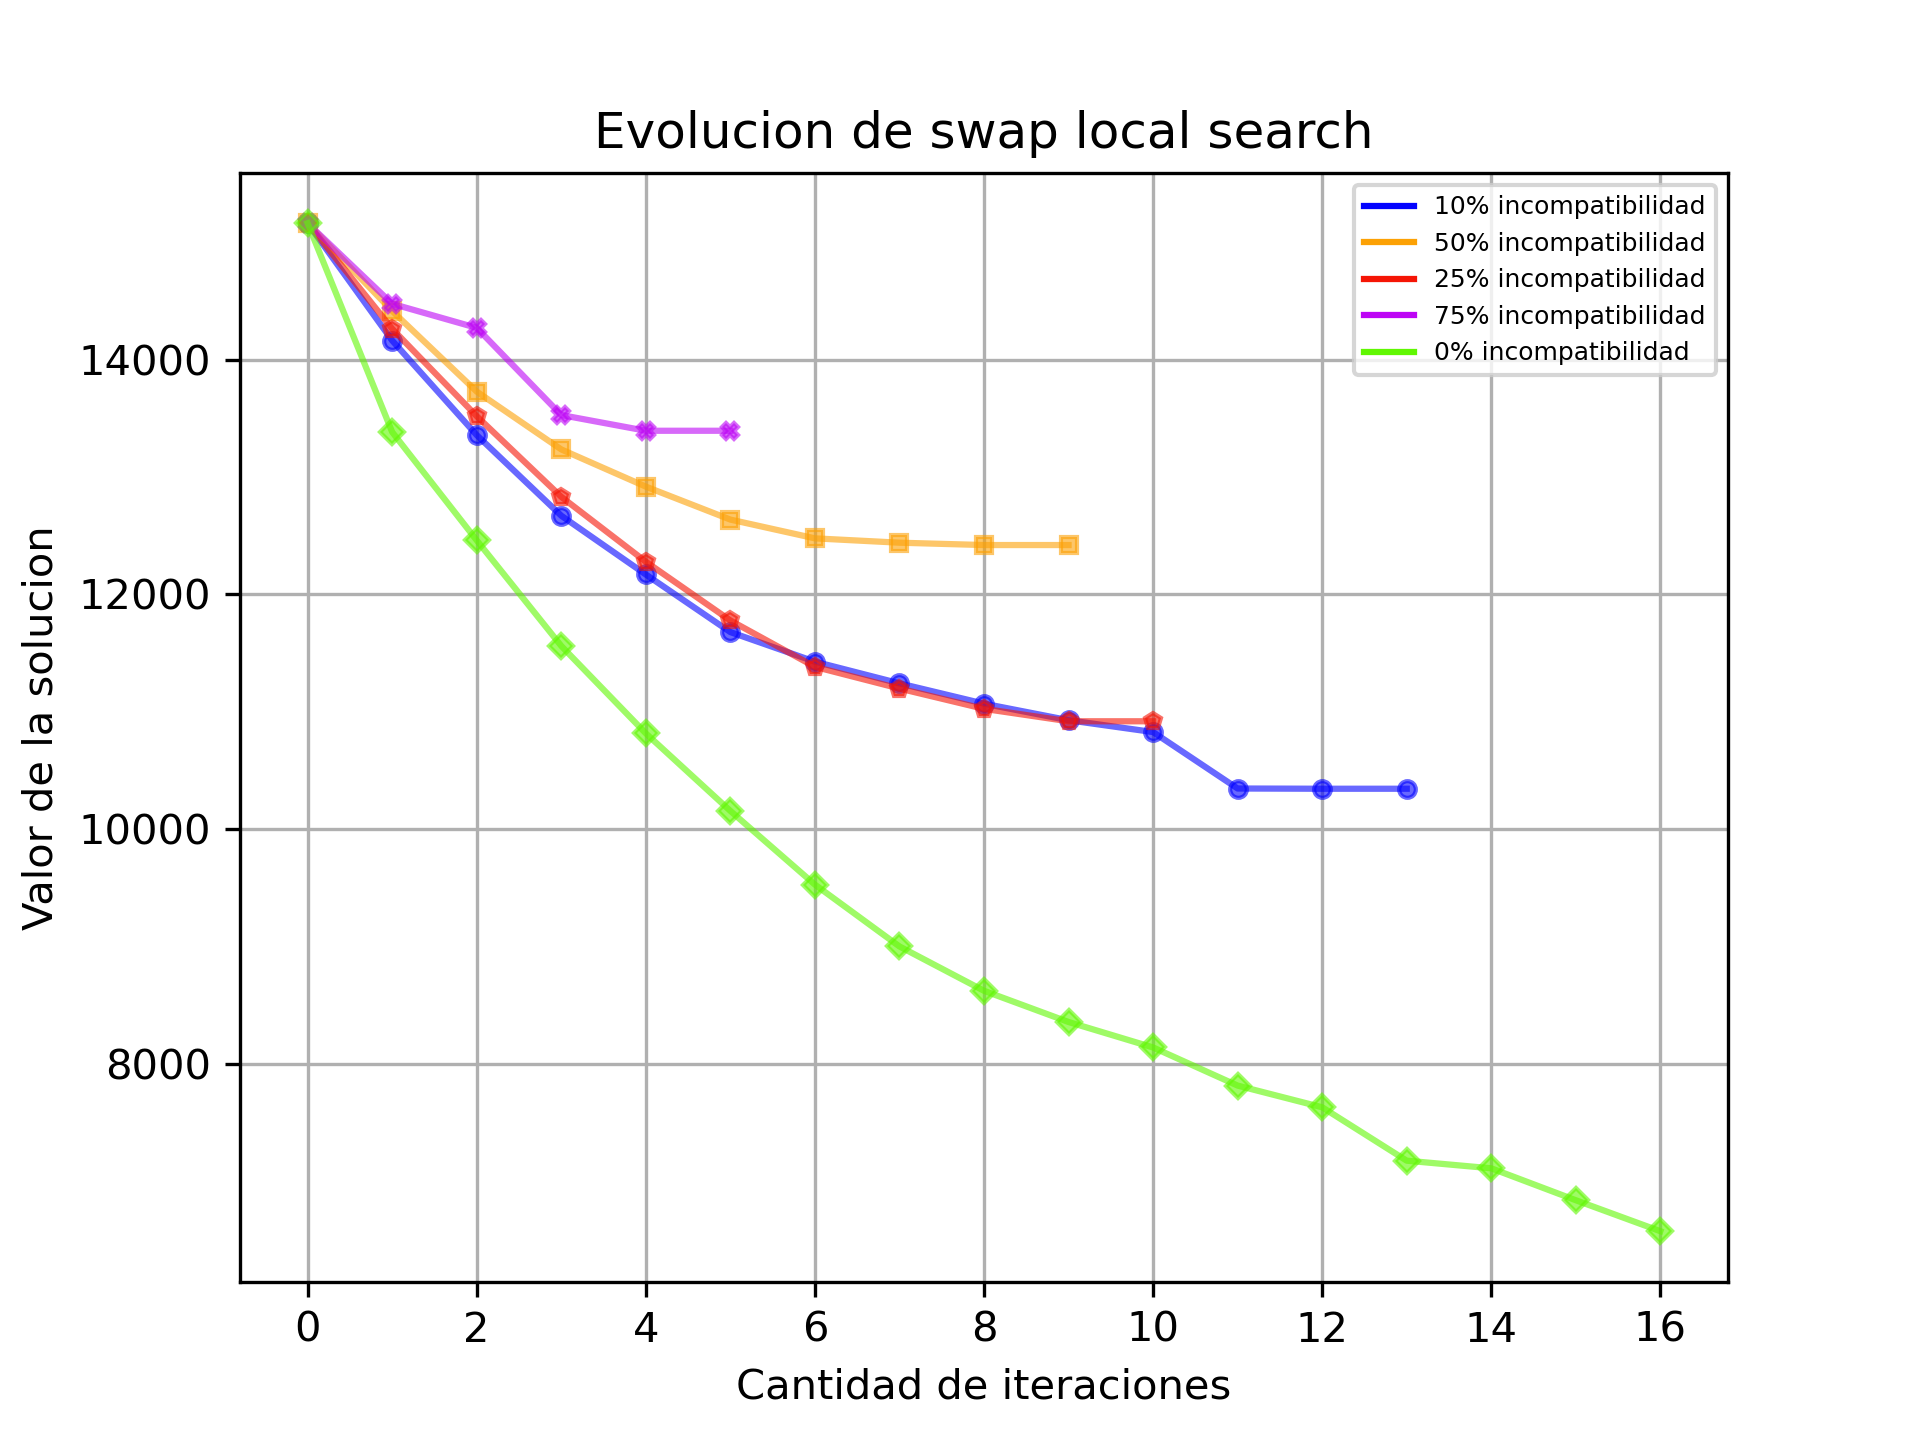 Evolucion de swap local search
10% incompatibilidad
50% incompatibilidad
25% incompatibilidad
75% incompatibilidad
0% incompatibilidad
Valor de la solucion
14000
12000
10000
8000
0 2 4 6 8 10 12 14 16
Cantidad de iteraciones